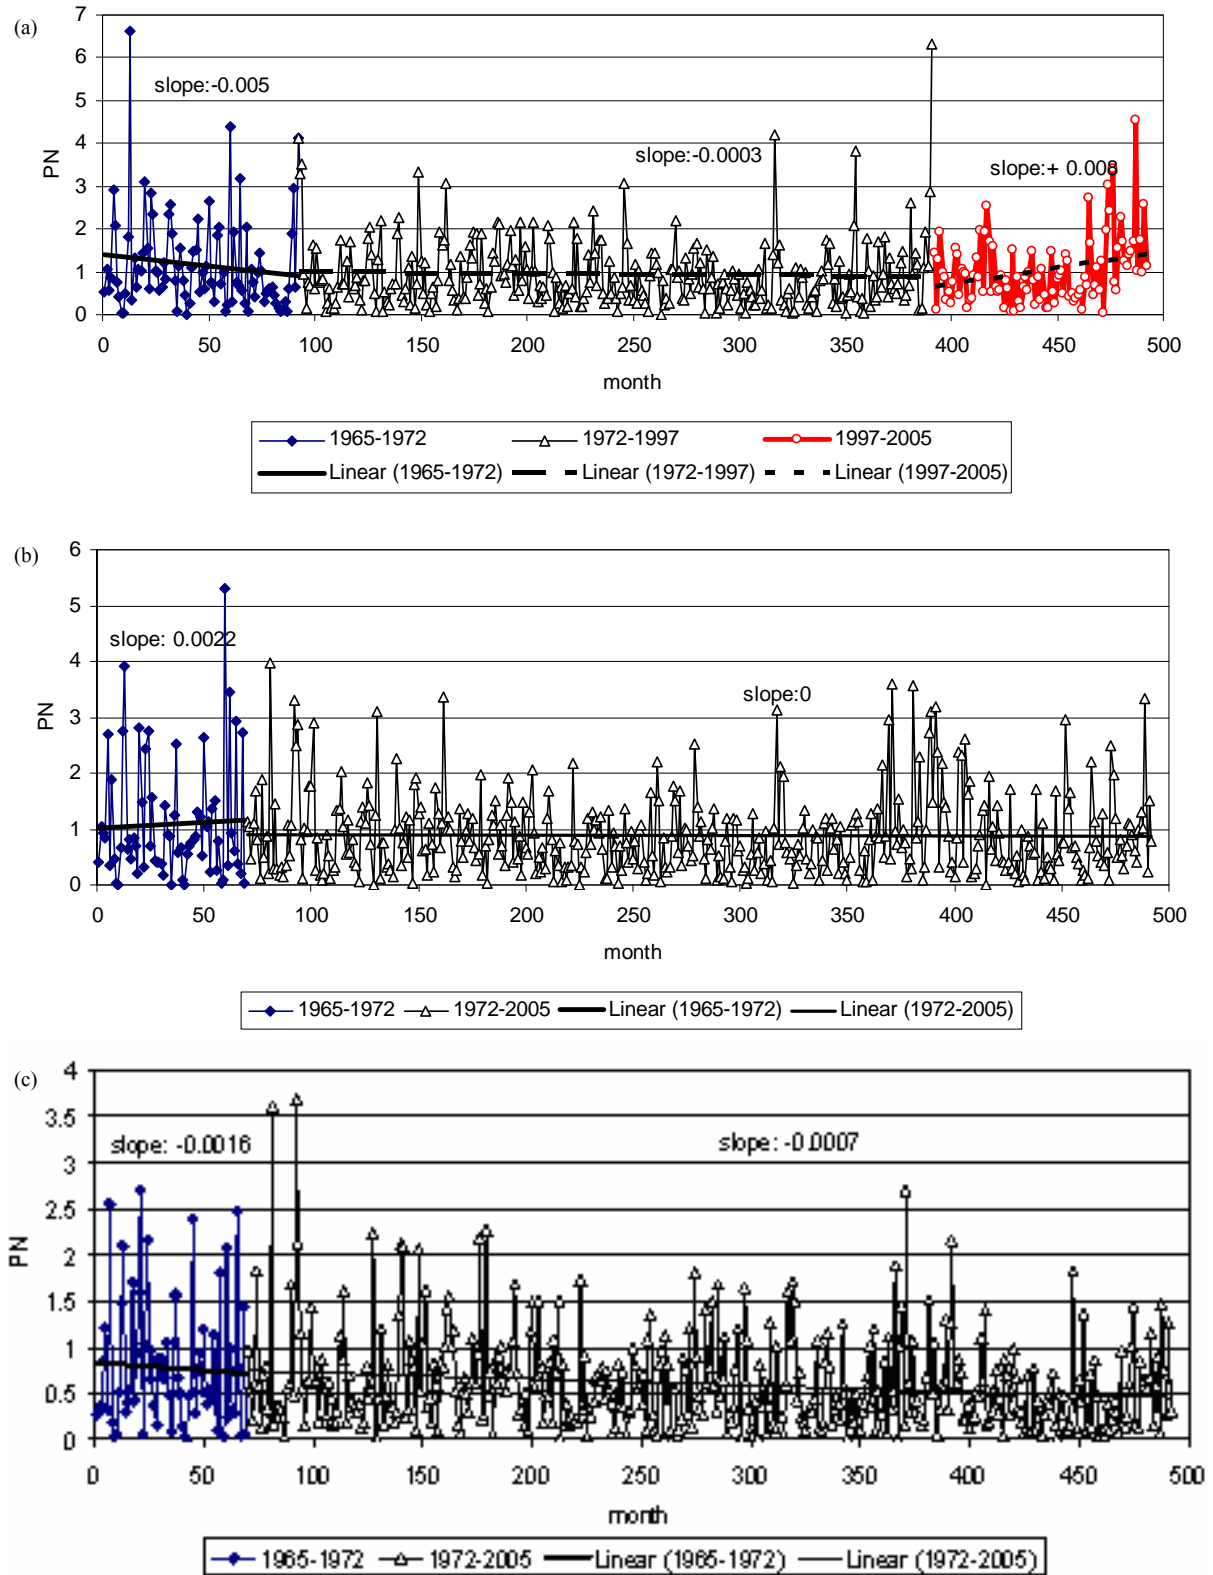 (a)
7
6
5
4
3
2
1
0
PN
slope:-0.005
slope:-0.0003
slope:+ 0.008
0 50 100 150 200 250 300 350 400 450 500
month
1965-1972 1972-1997 1997-2005
Linear (1965-1972) Linear (1972-1997) Linear (1997-2005)
(b)
6
5
4
3
2
1
0
PN
slope: 0.0022
slope:0
0 50 100 150 200 250 300 350 400 450 500
month
1965-1972 1972-2005 Linear (1965-1972) Linear (1972-2005)
(c)
4
3.5
3
2.5
2
1.5
1
0.5
0
PN
slope: -0.0016
slope: -0.0007
0 50 100 150 200 250 300 350 400 450 500
month
1965-1972 1972-2005 Linear (1965-1972) Linear (1972-2005)